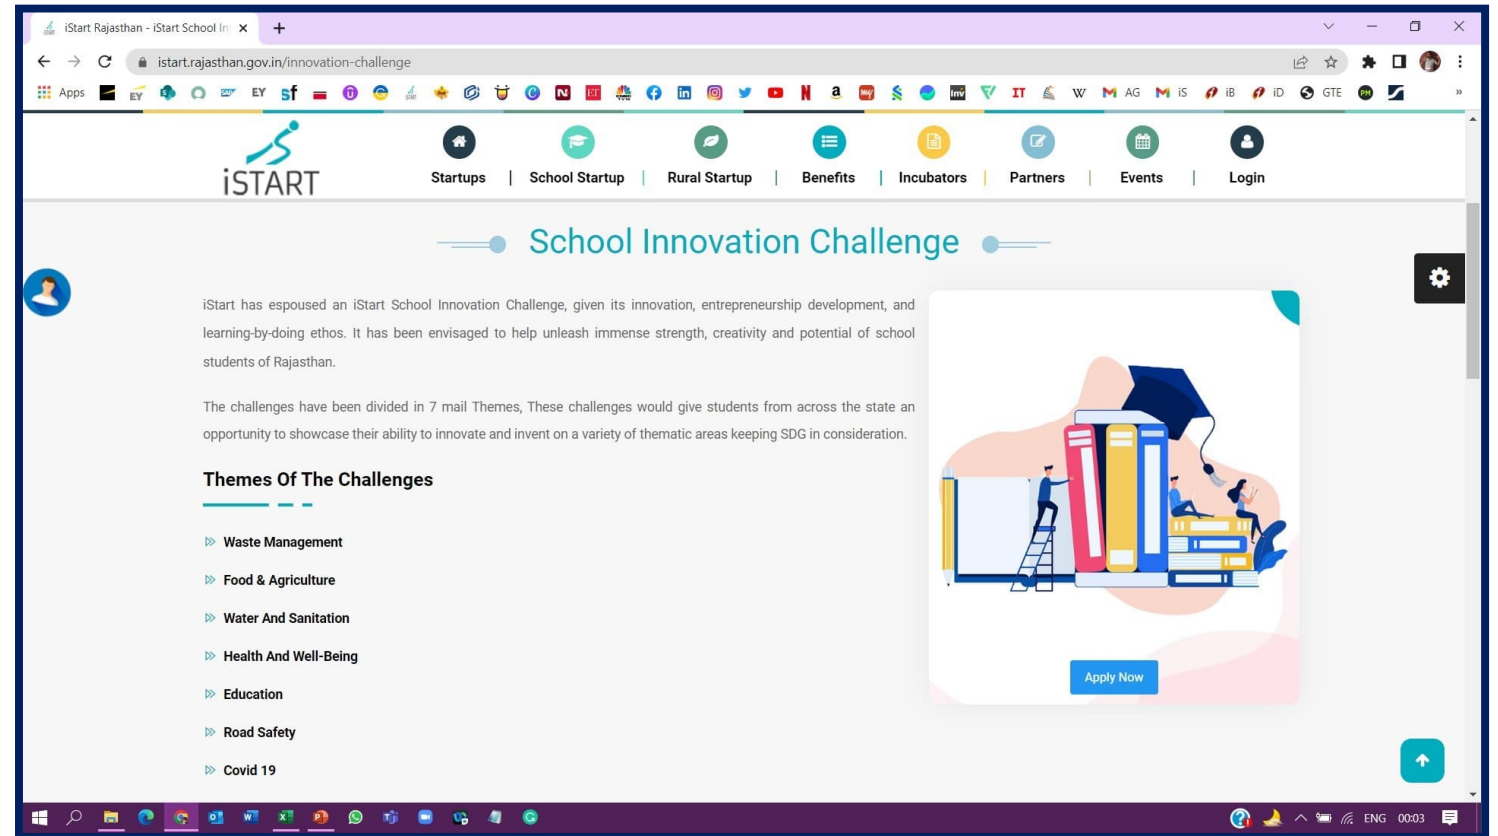 iStart Rajasthan - iStart School In
istart.rajasthan.gov.in/innovation-challenge
Apps EY EY sf AG iS iB iD GTE
iSTART
Startups | School Startup | Rural Startup | Benefits | Incubators | Partners | Events | Login
School Innovation Challenge
iStart has espoused an iStart School Innovation Challenge, given its innovation, entrepreneurship development, and
learning-by-doing ethos. It has been envisaged to help unleash immense strength, creativity and potential of school
students of Rajasthan.
The challenges have been divided in 7 mail Themes, These challenges would give students from across the state an
opportunity to showcase their ability to innovate and invent on a variety of thematic areas keeping SDG in consideration.
Themes Of The Challenges
Waste Management
Food & Agriculture
Water And Sanitation
Health And Well-Being
Education
Road Safety
Covid 19
Apply Now
ENG 00:03